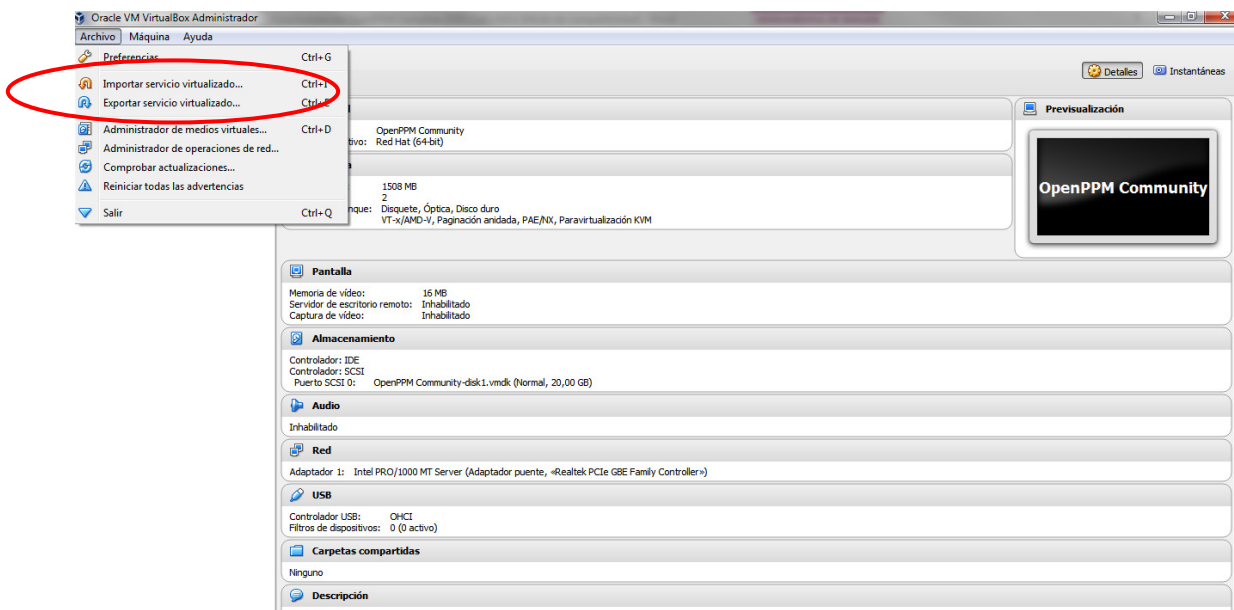 Oracle VM VirtualBox Administrador
Archivo Máquina Ayuda
Preferencias... Ctrl+G
Importar servicio virtualizado... Ctrl+I
Exportar servicio virtualizado... Ctrl+E
Administrador de medios virtuales... Ctrl+D
Administrador de operaciones de red...
Comprobar actualizaciones...
Reiniciar todas las advertencias
Salir Ctrl+Q
Detalles Instantáneas
OpenPPM Community
tivo: Red Hat (64-bit)
1508 MB
2
nque: Disquete, Óptica, Disco duro
VT-x/AMD-V, Paginación anidada, PAE/NX, Paravirtualización KVM
Previsualización
OpenPPM Community
Pantalla
Memoria de vídeo: 16 MB
Servidor de escritorio remoto: Inhabilitado
Captura de vídeo: Inhabilitado
Almacenamiento
Controlador: IDE
Controlador: SCSI
Puerto SCSI 0: OpenPPM Community-disk1.vmdk (Normal, 20,00 GB)
Audio
Inhabilitado
Red
Adaptador 1: Intel PRO/1000 MT Server (Adaptador puente, «Realtek PCIe GBE Family Controller»)
USB
Controlador USB: OHCI
Filtros de dispositivos: 0 (0 activo)
Carpetas compartidas
Ninguno
Descripción